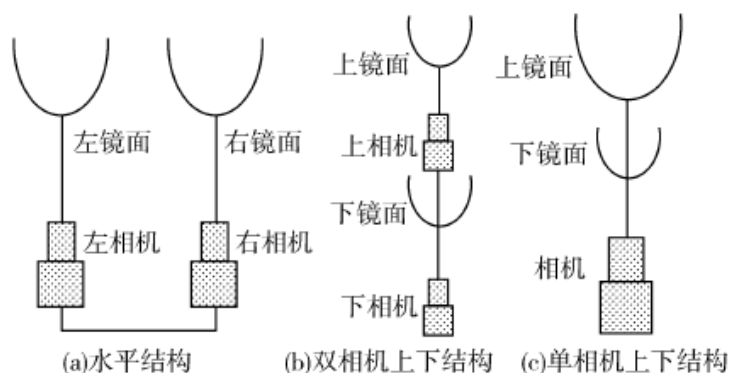 左镜面
右镜面
左相机
右相机
(a)水平结构
上镜面
上相机
下镜面
下相机
(b)双相机上下结构
上镜面
下镜面
相机
(c)单相机上下结构